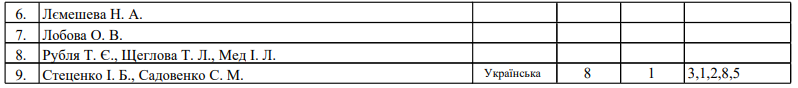 6. Лємешева Н. А.
7. Лобова О. В.
8. Рубля Т. Є., Щеглова Т. Л., Мед І. Л.
9. Стеценко І. Б., Садовенко С. М. Українська 8 1 3,1,2,8,5